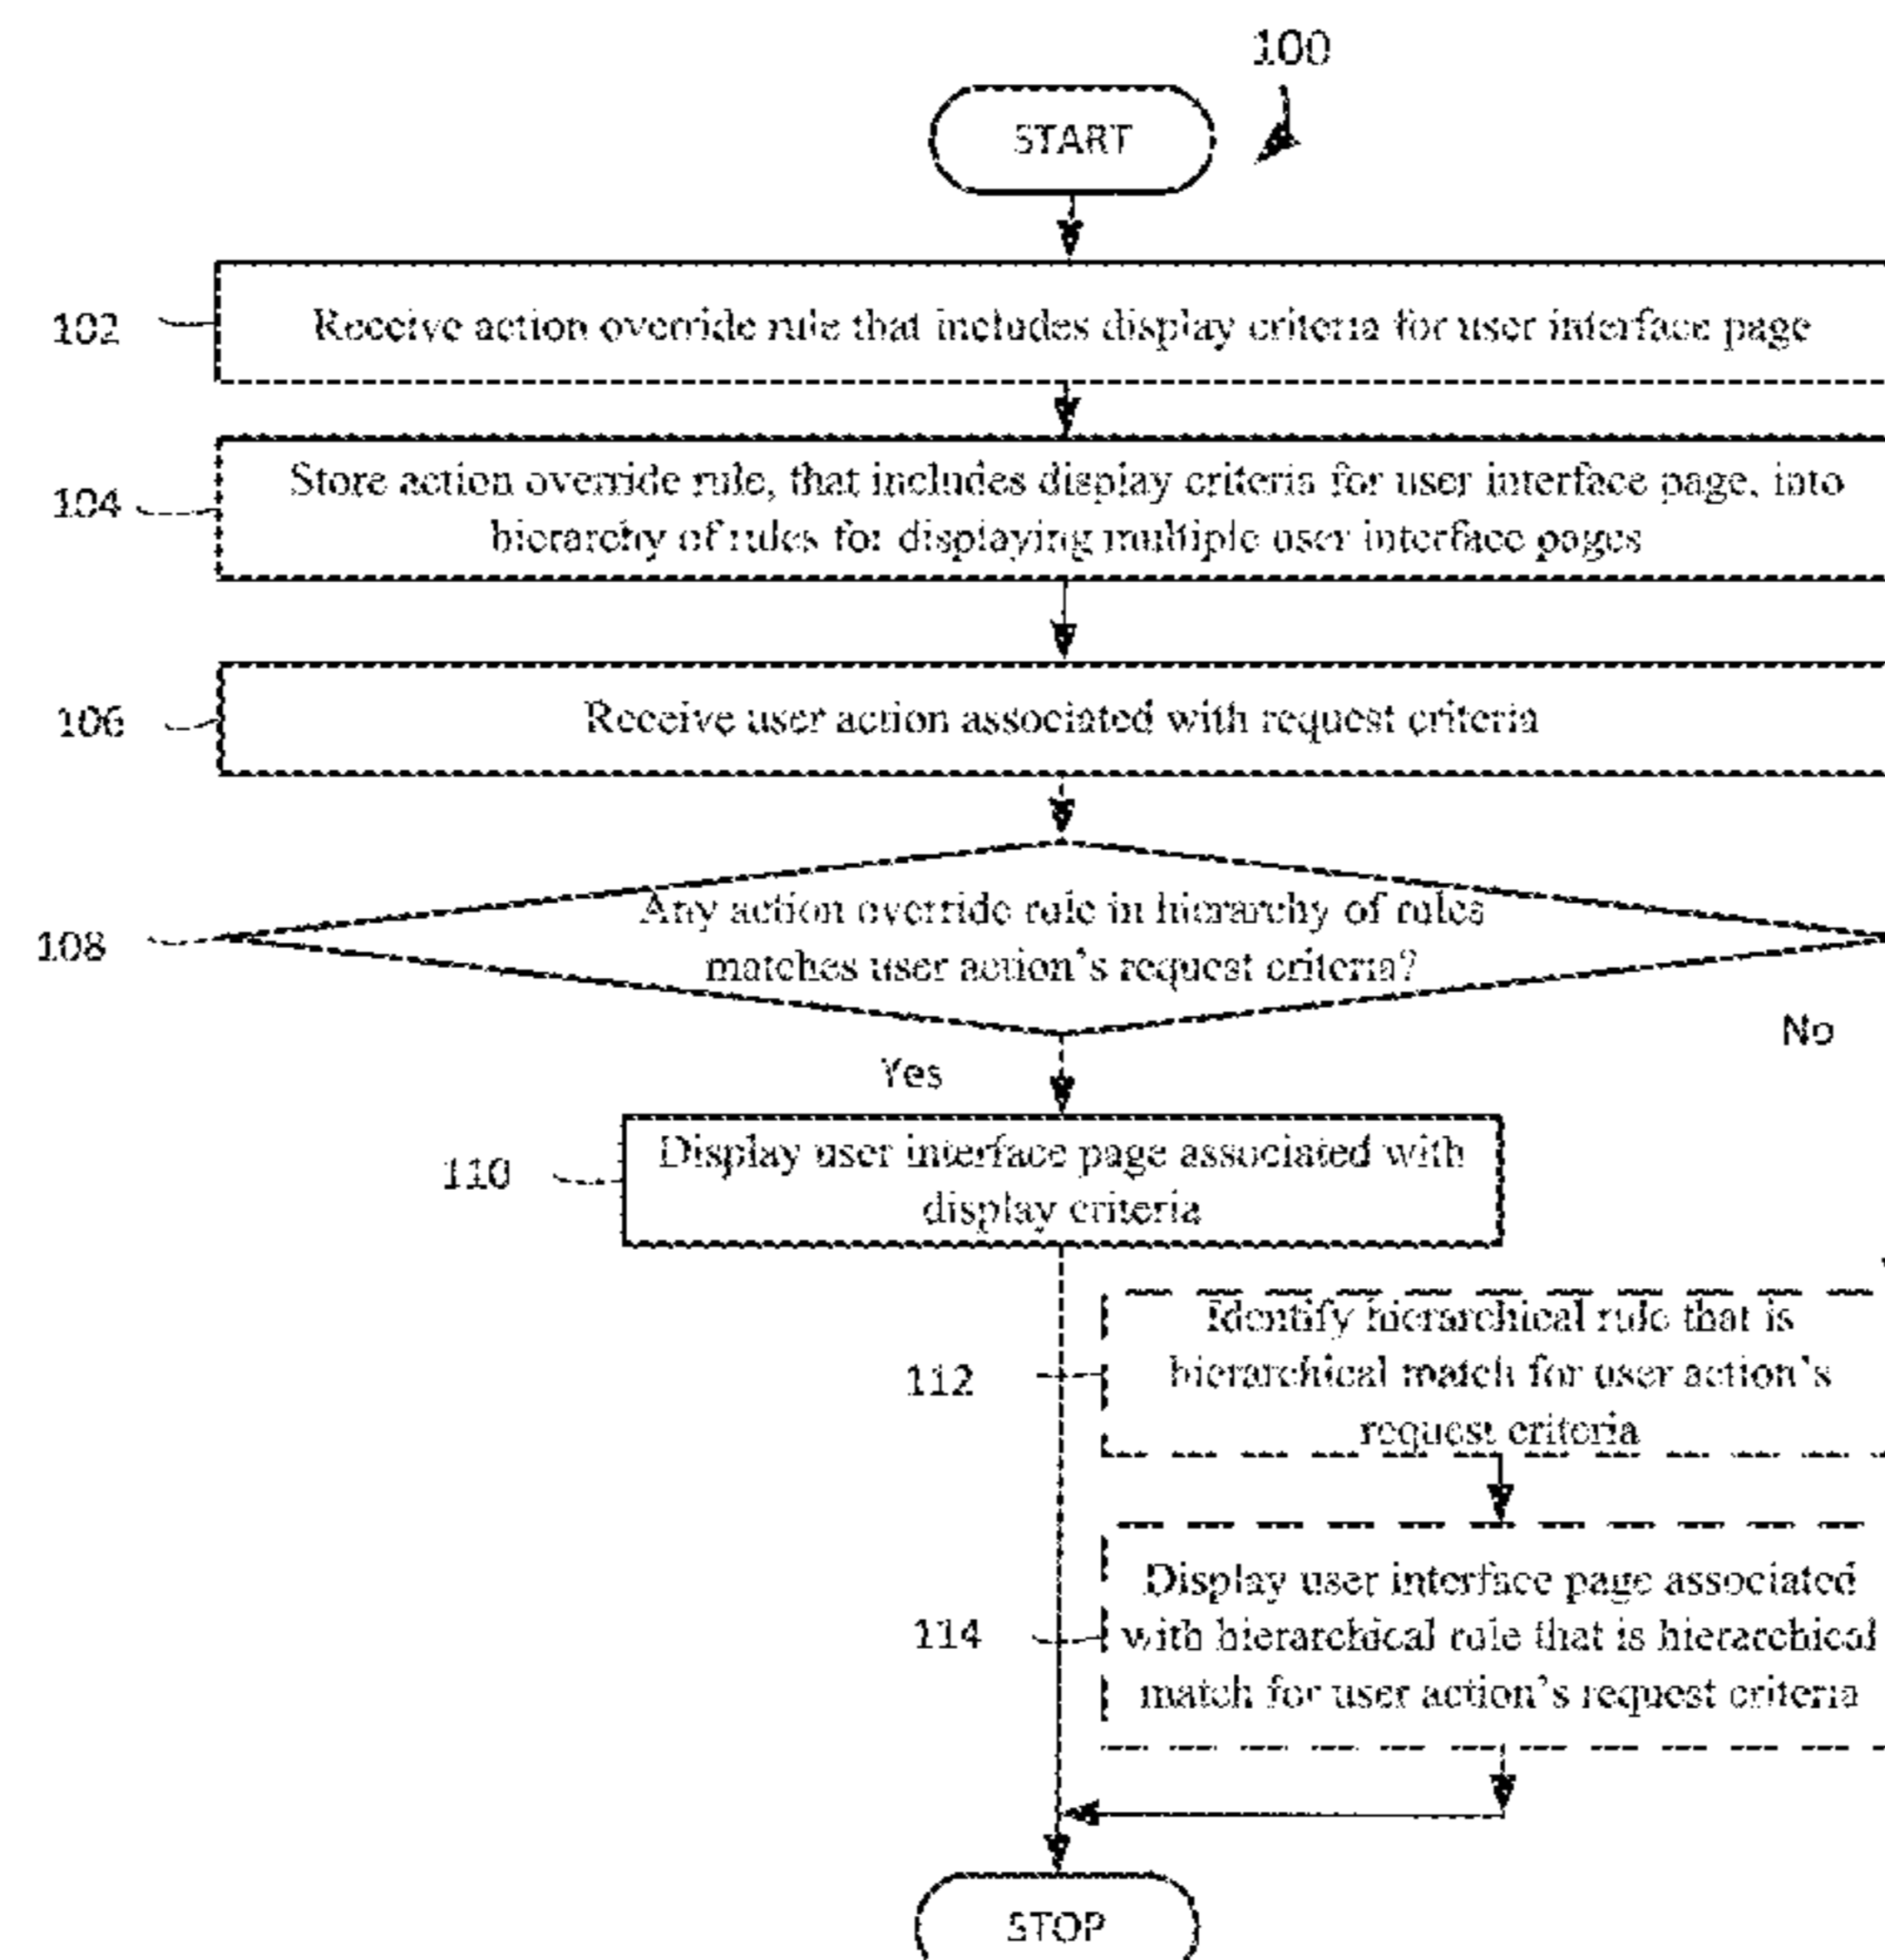 100
START
102
Receive action override rule that includes display criteria for user interface page
104
Store action override rule, that includes display criteria for user interface page, into
hierarchy of rules for displaying multiple user interface pages
106
Receive user action associated with request criteria
108
Any action override rule in hierarchy of rules
matches user action's request criteria?
No
Yes
110
Display user interface page associated with
display criteria
112
Identify hierarchical rule that is
hierarchical match for user action's
request criteria
114
Display user interface page associated
with hierarchical rule that is hierarchical
match for user action's request criteria
STOP